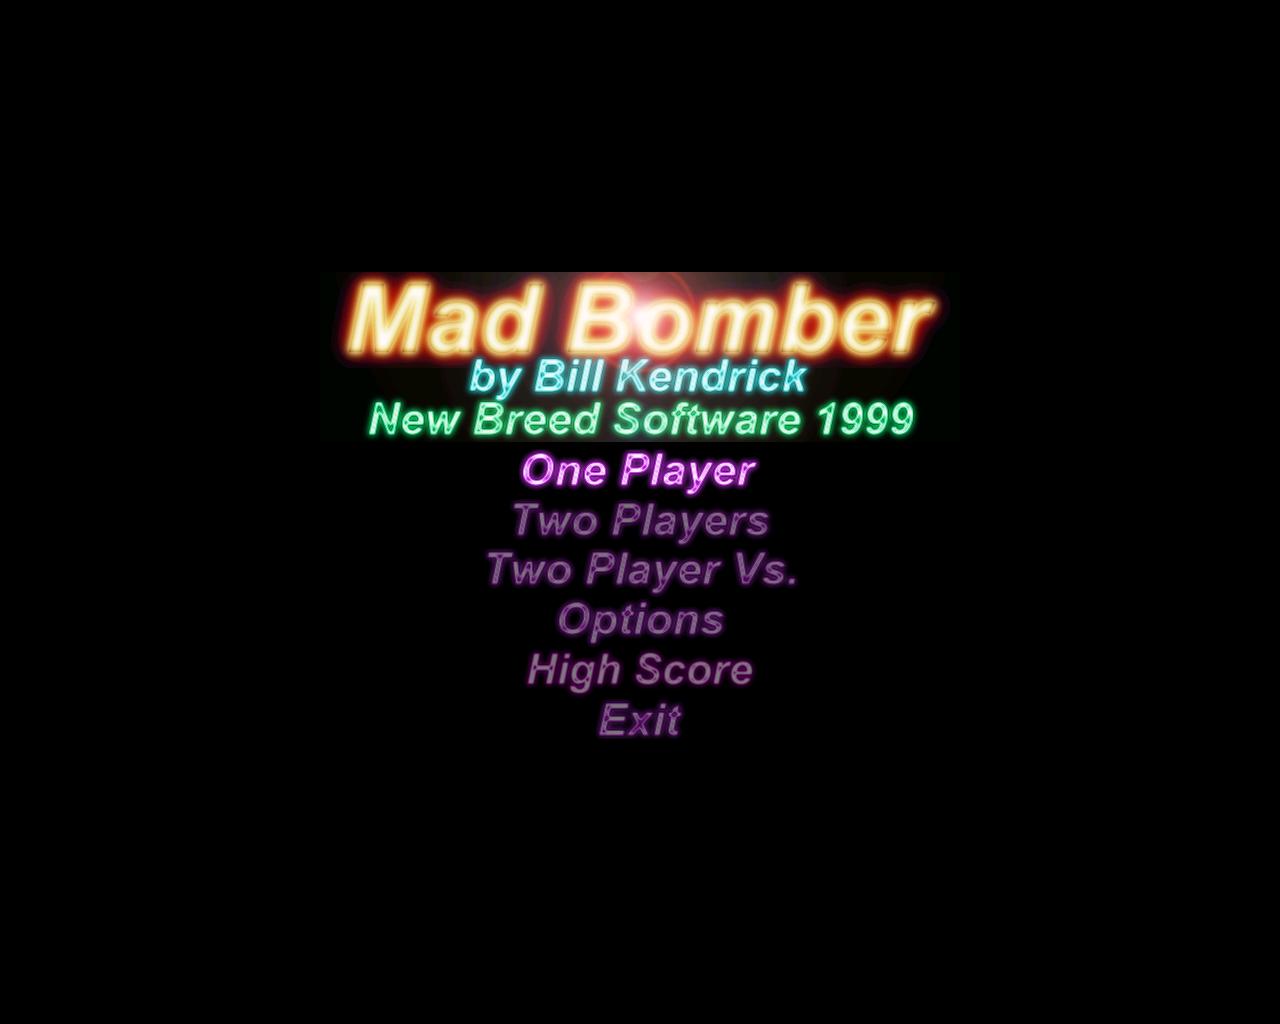 Mad Bomber
by Bill Kendrick
New Breed Software 1999
One Player
Two Players
Two Player Vs.
Options
High Score
Exit